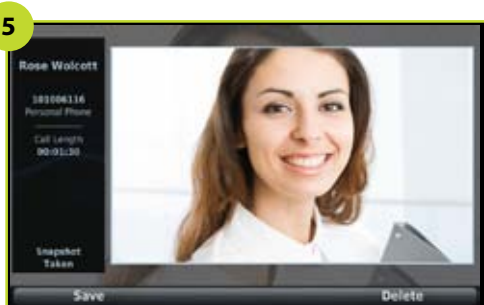 5
Rose Wolcott
101006116
Personal Phone
Call Length
00:01:30
Snapshot
Taken
Save
Delete